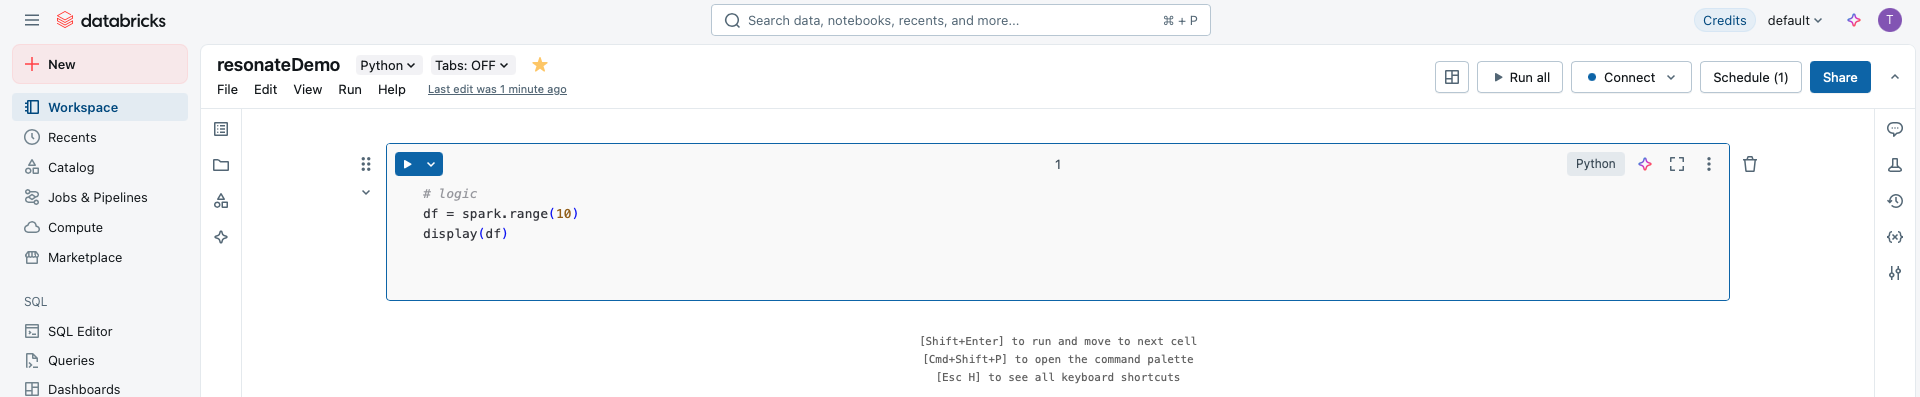 databricks
Search data, notebooks, recents, and more...
⌘ + P
Credits
default
T
New
Workspace
Recents
Catalog
Jobs & Pipelines
Compute
Marketplace
SQL
SQL Editor
Queries
Dashboards
resonateDemo
Python
Tabs: OFF
File Edit View Run Help Last edit was 1 minute ago
Run all
Connect
Schedule (1)
Share
1
Python
# logic
df = spark.range(10)
display(df)
[Shift+Enter] to run and move to next cell
[Cmd+Shift+P] to open the command palette
[Esc H] to see all keyboard shortcuts